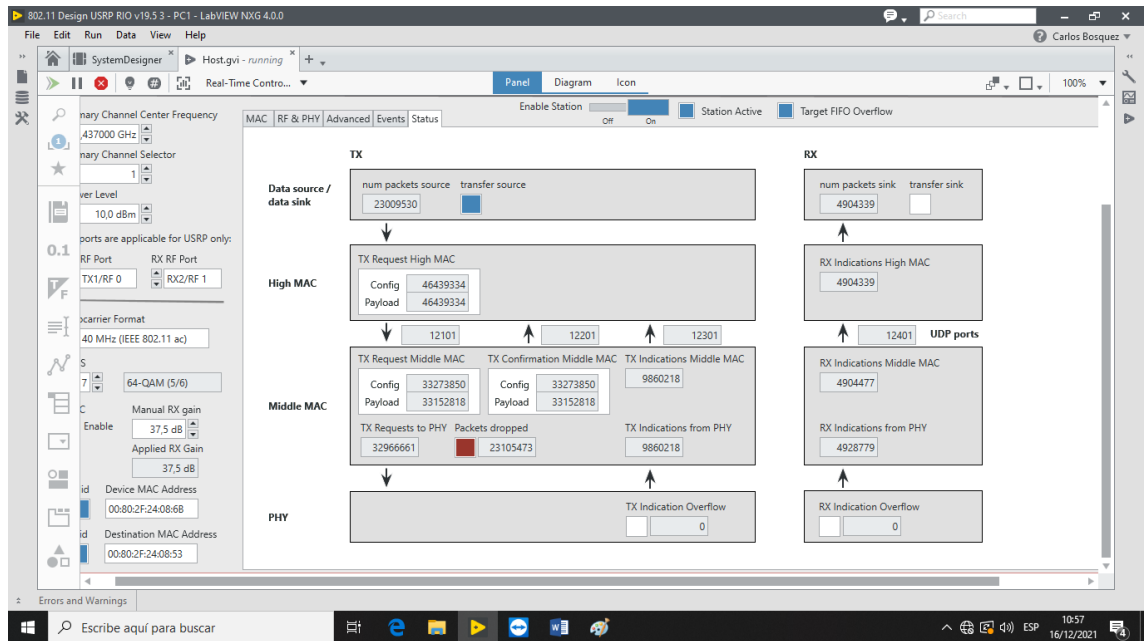 802.11 Design USRP RIO v19.5 3 - PC1 - LabVIEW NXG 4.0.0
Search
File Edit Run Data View Help
Carlos Bosquez
SystemDesigner
Host.gvi - running
Real-Time Contro...
Panel Diagram Icon
100%
Enable Station
Off On
Station Active
Target FIFO Overflow
MAC RF & PHY Advanced Events Status
mary Channel Center Frequency
,437000 GHz
mary Channel Selector
1
wer Level
10,0 dBm
ports are applicable for USRP only:
RF Port RX RF Port
TX1/RF 0 RX2/RF 1
ocarrier Format
40 MHz (IEEE 802.11 ac)
S
7 64-QAM (5/6)
C Manual RX gain
Enable 37,5 dB
Applied RX Gain
37,5 dB
id Device MAC Address
00:80:2F:24:08:6B
id Destination MAC Address
00:80:2F:24:08:53
1
0.1
F
TX RX
Data source / data sink
num packets source transfer source
23009530
num packets sink transfer sink
4904339
High MAC
TX Request High MAC
Config 46439334
Payload 46439334
RX Indications High MAC
4904339
12101 12201 12301 12401 UDP ports
Middle MAC
TX Request Middle MAC TX Confirmation Middle MAC TX Indications Middle MAC
Config 33273850 Config 33273850 9860218
Payload 33152818 Payload 33152818
TX Requests to PHY Packets dropped TX Indications from PHY
32966661 23105473 9860218
RX Indications Middle MAC
4904477
RX Indications from PHY
4928779
PHY
TX Indication Overflow
0
RX Indication Overflow
0
Errors and Warnings
Escribe aquí para buscar
ESP
10:57
16/12/2021
4